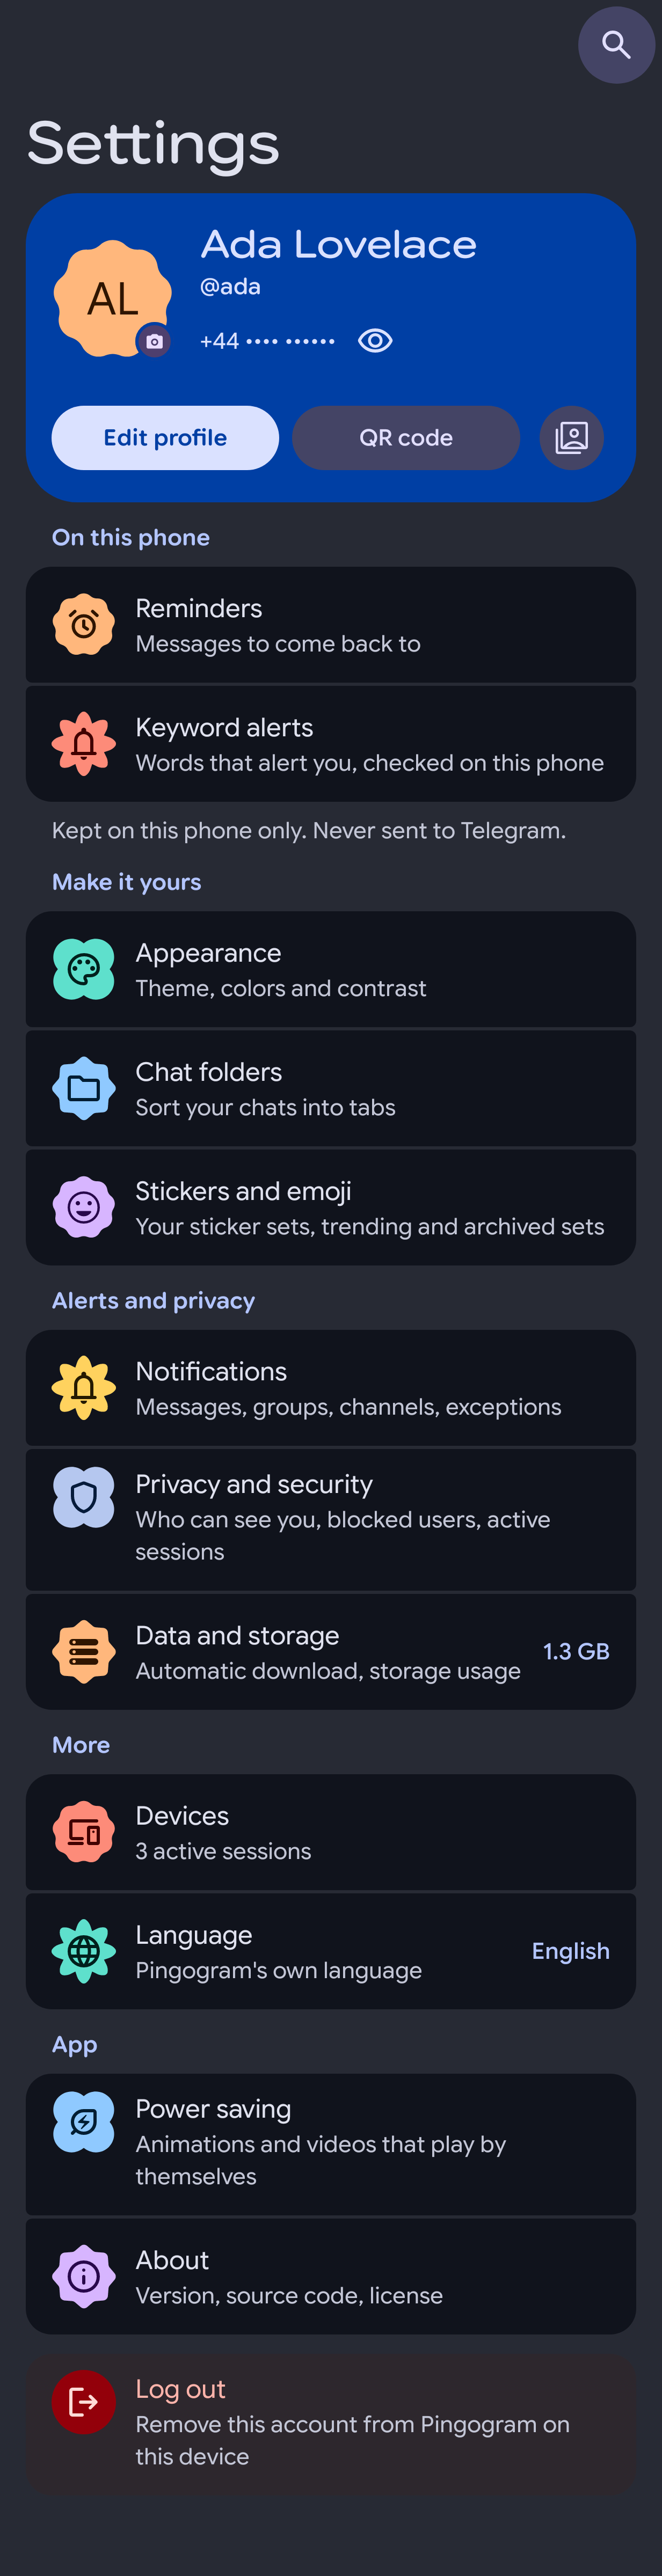 Settings
AL
Ada Lovelace
@ada
+44 •••• ••••••
Edit profile
QR code
On this phone
Reminders
Messages to come back to
Keyword alerts
Words that alert you, checked on this phone
Kept on this phone only. Never sent to Telegram.
Make it yours
Appearance
Theme, colors and contrast
Chat folders
Sort your chats into tabs
Stickers and emoji
Your sticker sets, trending and archived sets
Alerts and privacy
Notifications
Messages, groups, channels, exceptions
Privacy and security
Who can see you, blocked users, active
sessions
Data and storage
Automatic download, storage usage
1.3 GB
More
Devices
3 active sessions
Language
Pingogram's own language
English
App
Power saving
Animations and videos that play by
themselves
About
Version, source code, license
Log out
Remove this account from Pingogram on
this device